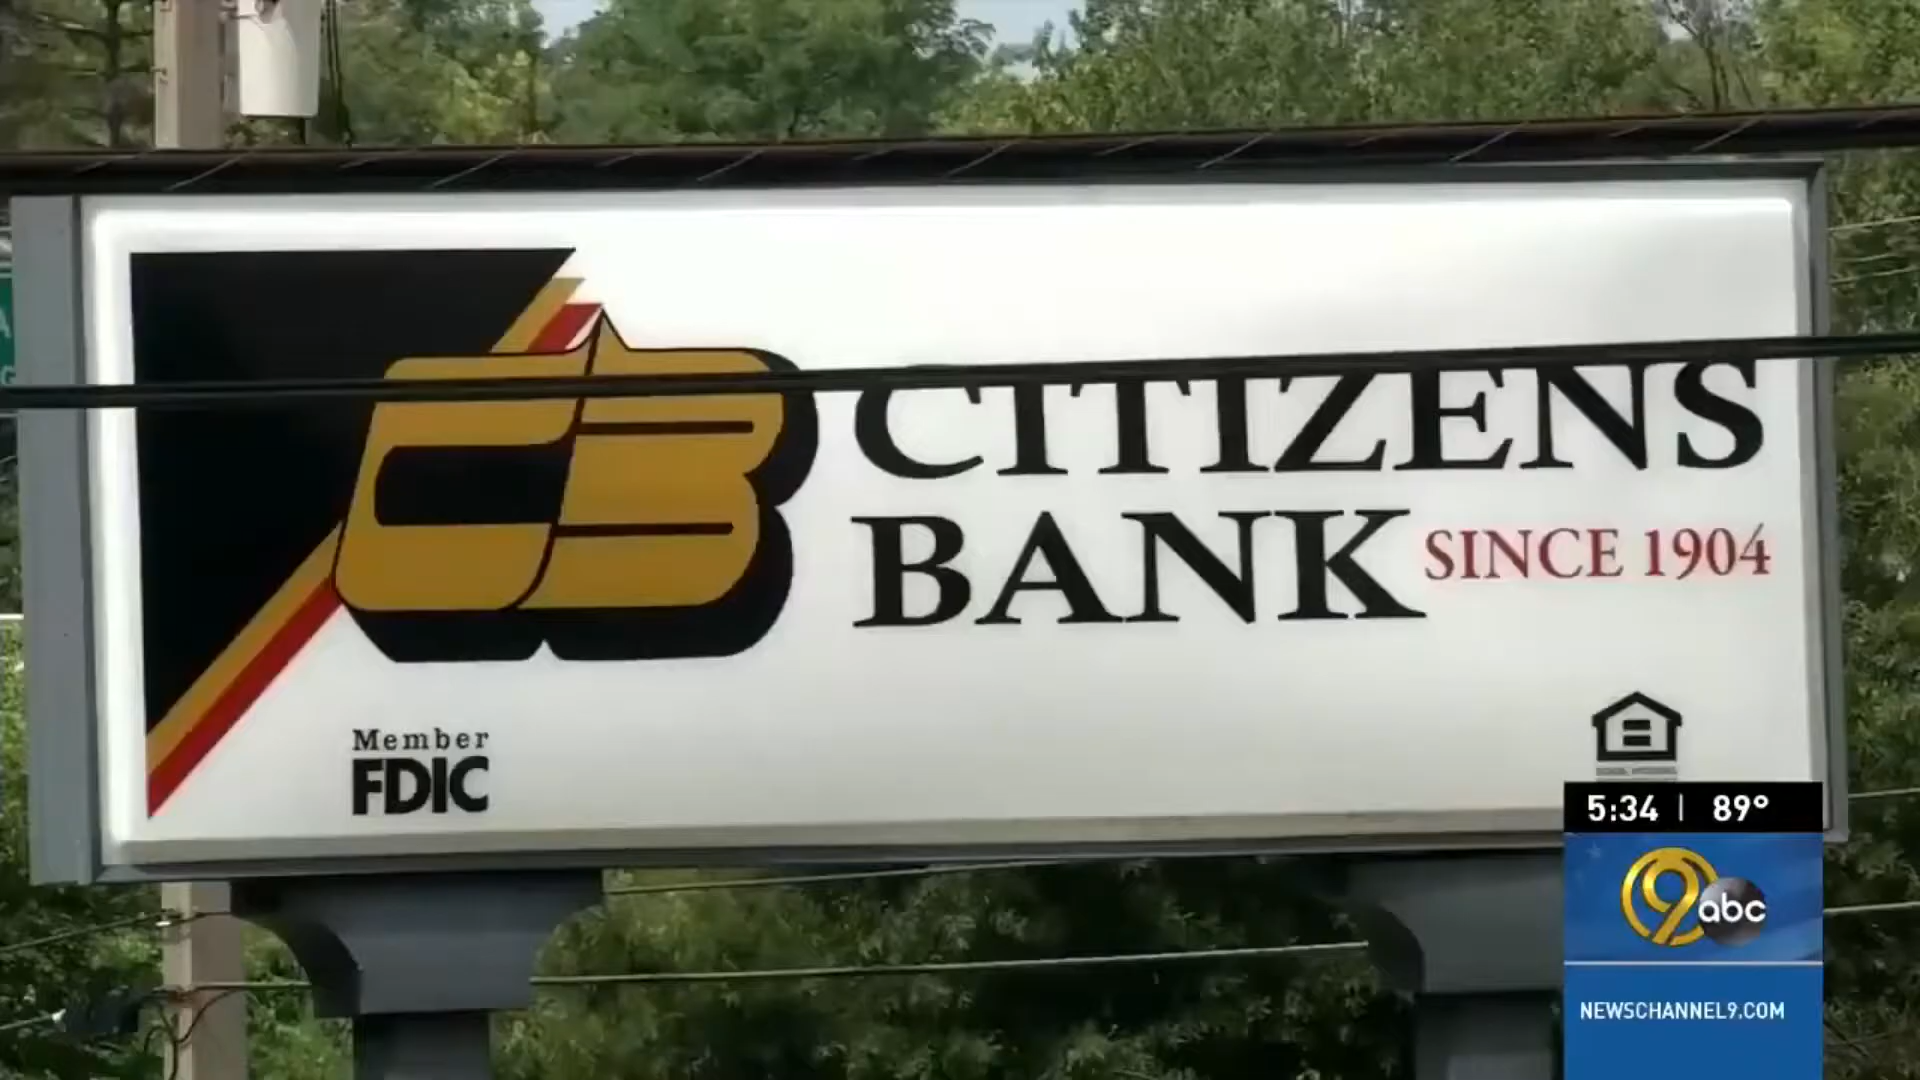 CB
CITIZENS
BANK SINCE 1904
Member
FDIC
5:34 | 89°
9 abc
NEWSCHANNEL9.COM